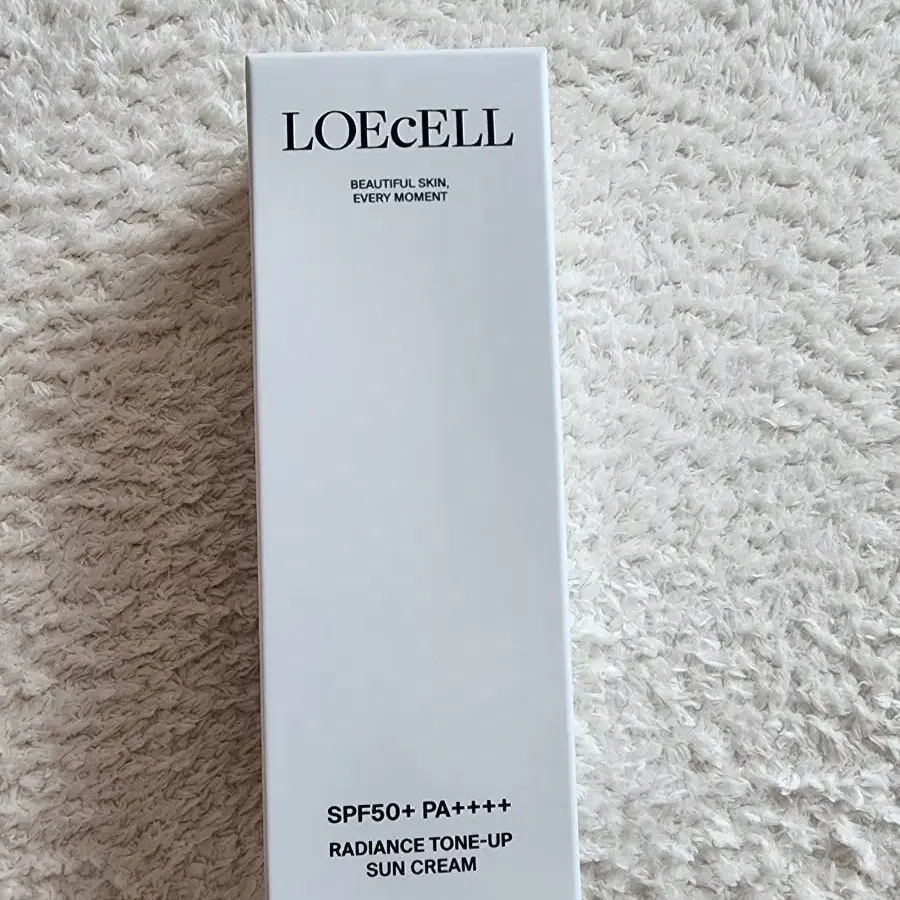 LOEcELL
BEAUTIFUL SKIN,
EVERY MOMENT
SPF50+ PA++++
RADIANCE TONE-UP
SUN CREAM